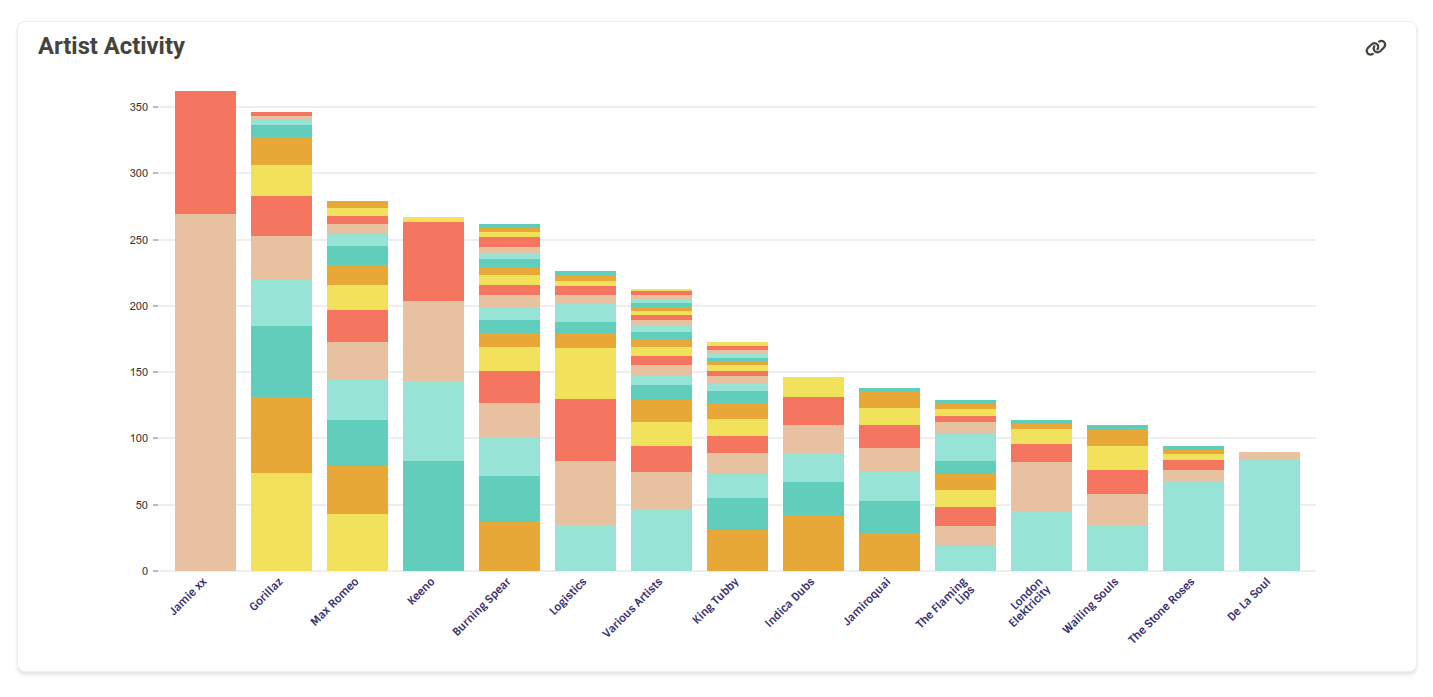 Artist Activity
350
300
250
200
150
100
50
0
Jamie xx
Gorillaz
Max Romeo
Keeno
Burning Spear
Logistics
Various Artists
King Tubby
Indica Dubs
Jamiroquai
The Flaming
Lips
London
Elektricity
Wailing Souls
The Stone Roses
De La Soul